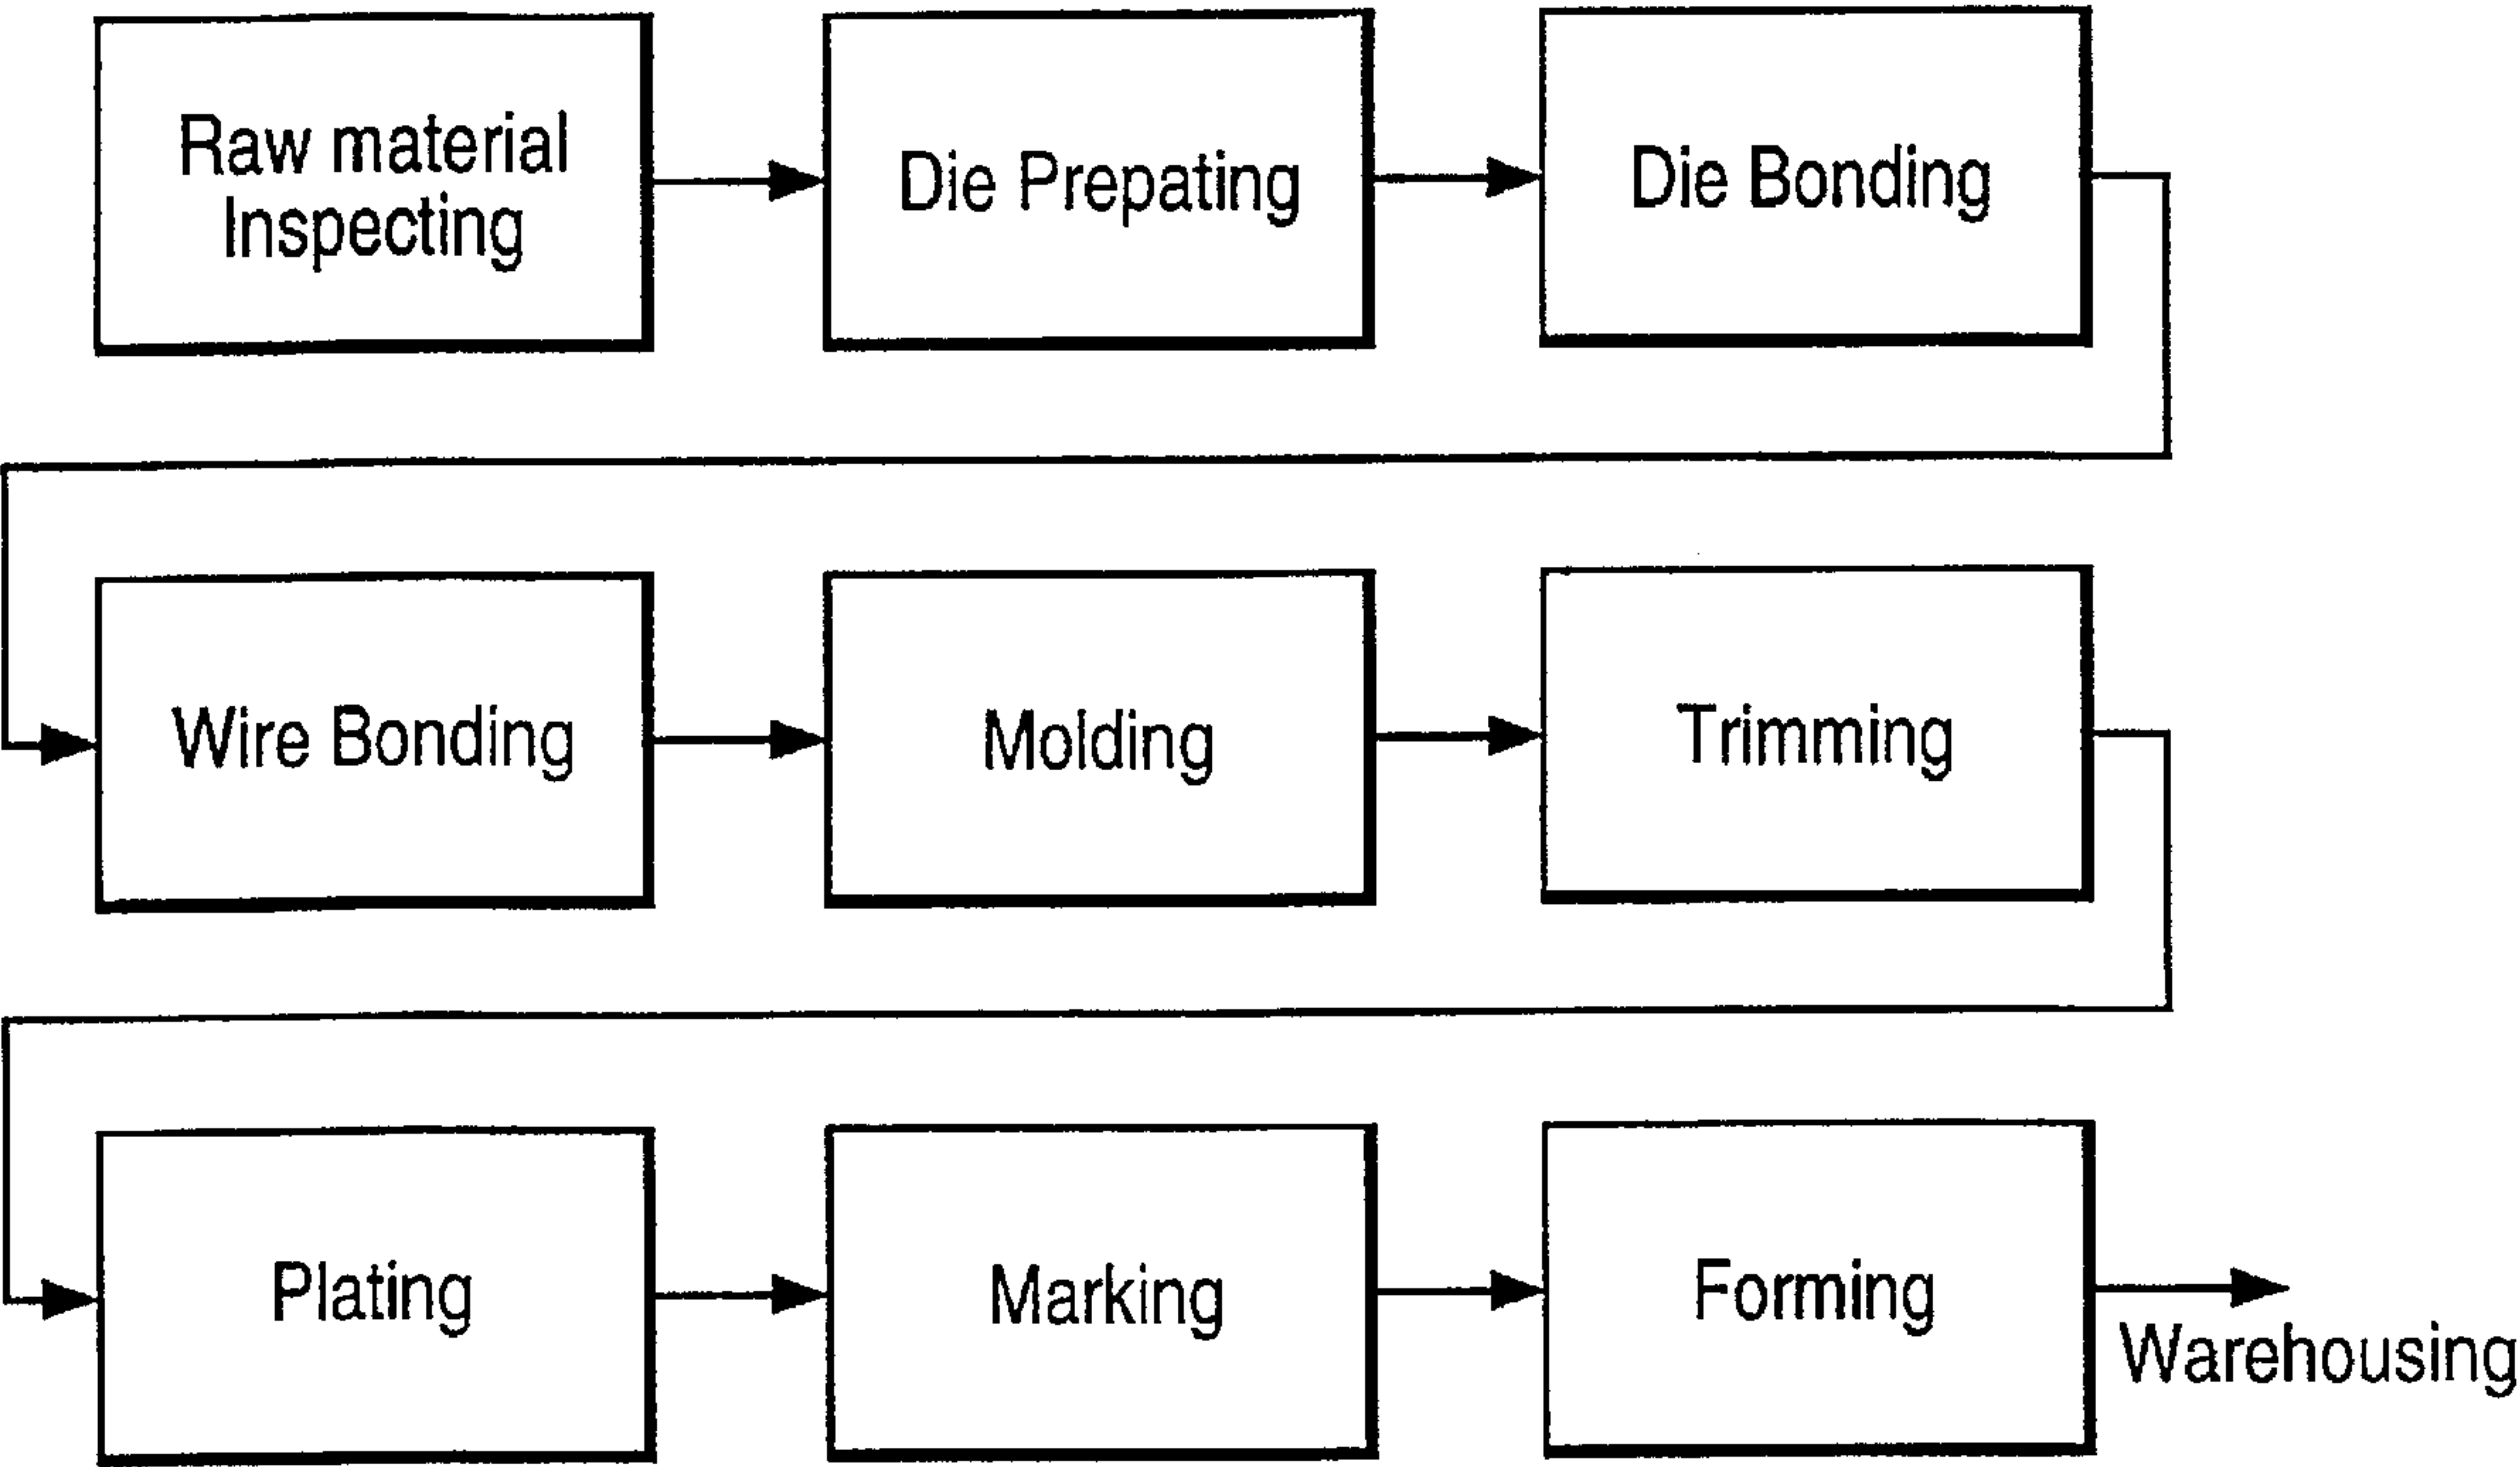 Raw material
Inspecting
Die Prepating
Die Bonding
Wire Bonding
Molding
Trimming
Plating
Marking
Forming
Warehousing